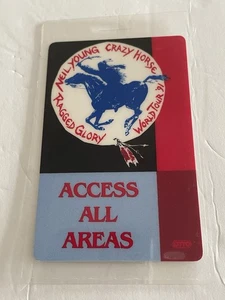 NEIL YOUNG CRAZY HORSE
RAGGED GLORY WORLD TOUR '91
ACCESS
ALL
AREAS